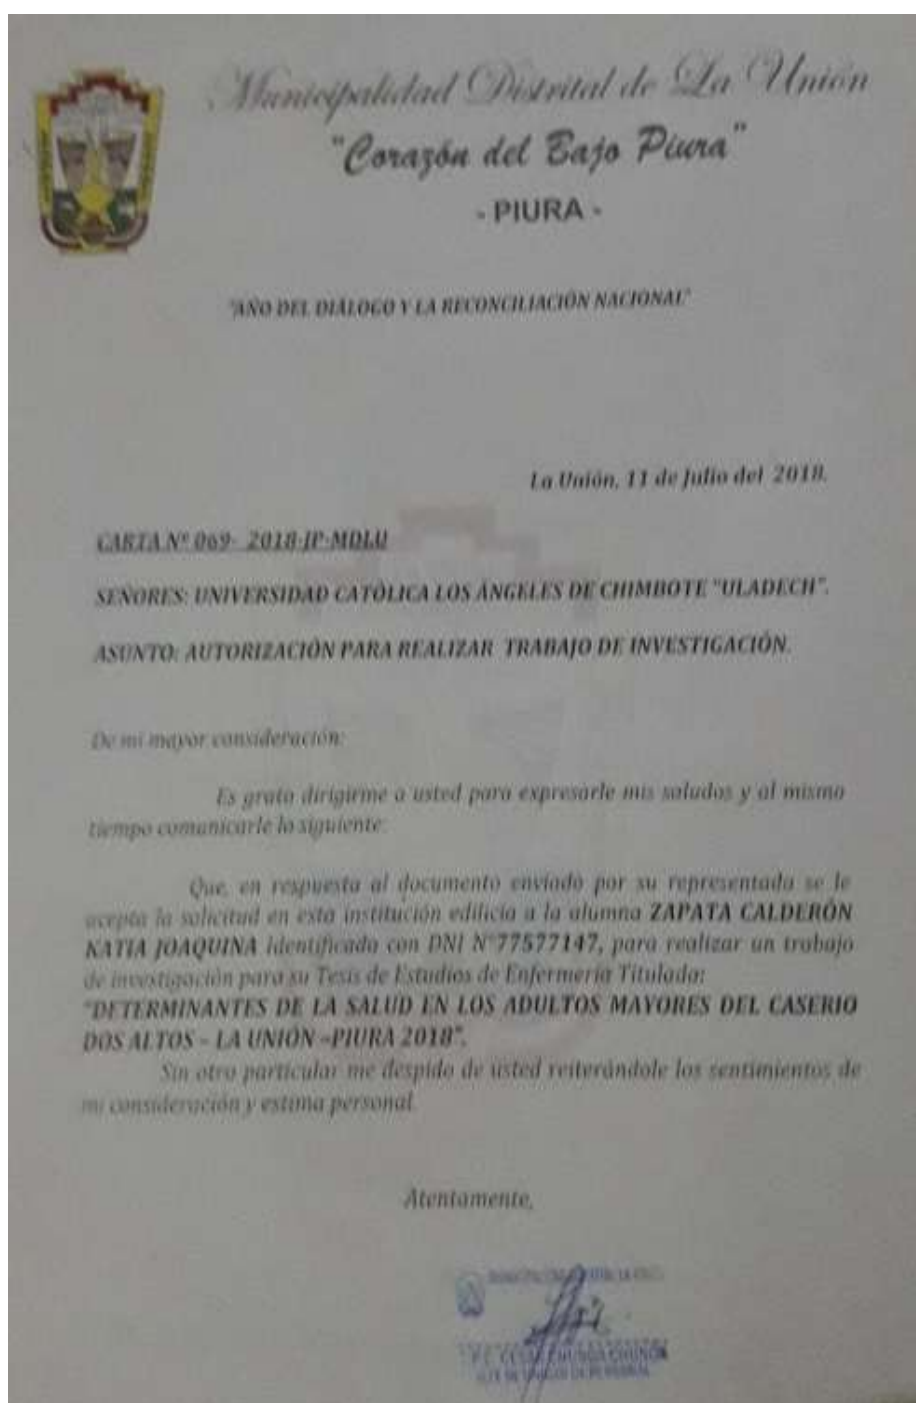 Municipalidad Distrital de La Unión
"Corazón del Bajo Piura"
- PIURA -
"AÑO DEL DIÁLOGO Y LA RECONCILIACIÓN NACIONAL"
La Unión, 11 de Julio del 2018.
CARTA Nº 069- 2018-JP-MDLU
SEÑORES: UNIVERSIDAD CATÓLICA LOS ÁNGELES DE CHIMBOTE "ULADECH".
ASUNTO: AUTORIZACIÓN PARA REALIZAR TRABAJO DE INVESTIGACIÓN.
De mi mayor consideración:
Es grato dirigirme a usted para expresarle mis saludos y al mismo
tiempo comunicarle lo siguiente:
Que, en respuesta al documento enviado por su representada se le
acepta la solicitud en esta institución edilicia a la alumna ZAPATA CALDERÓN
KATIA JOAQUINA identificada con DNI N°77577147, para realizar un trabajo
de investigación para su Tesis de Estudios de Enfermería Titulada:
"DETERMINANTES DE LA SALUD EN LOS ADULTOS MAYORES DEL CASERIO
DOS ALTOS – LA UNIÓN –PIURA 2018".
Sin otro particular me despido de usted reiterándole los sentimientos de
mi consideración y estima personal.
Atentamente,
CHUNGA CHUNGA